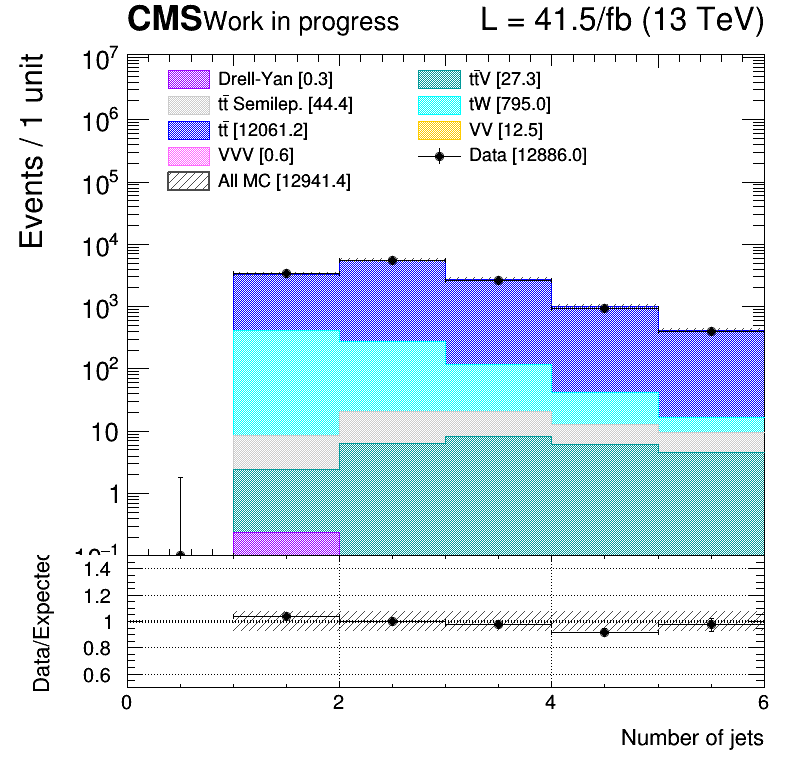 CMS Work in progress L = 41.5/fb (13 TeV)
Events / 1 unit
10⁷
10⁶
10⁵
10⁴
10³
10²
10
1
10⁻¹
Drell-Yan [0.3]
tt̄ Semilep. [44.4]
tt̄ [12061.2]
VVV [0.6]
All MC [12941.4]
tt̄V [27.3]
tW [795.0]
VV [12.5]
Data [12886.0]
Data/Expected
1.4
1.2
1
0.8
0.6
0 2 4 6
Number of jets